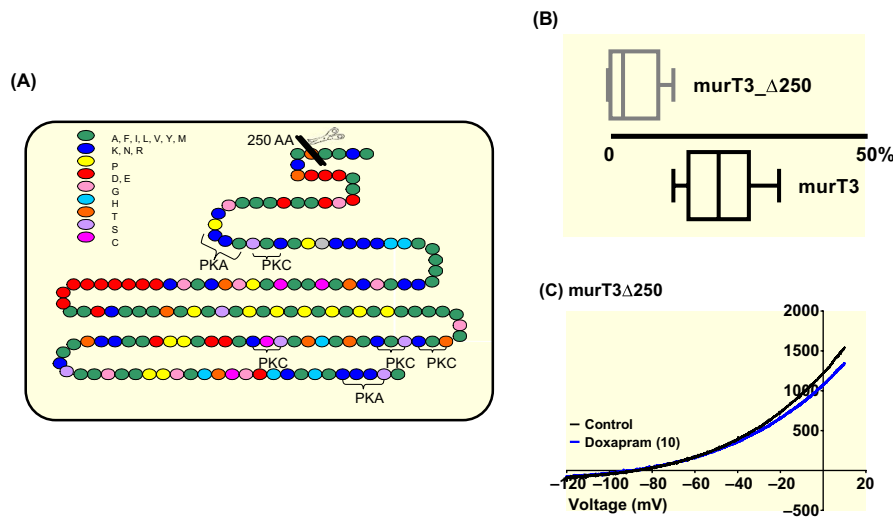 (A)
250 AA
A, F, I, L, V, Y, M
K, N, R
P
D, E
G
H
T
S
C
PKA
PKC
PKC
PKC
PKC
PKA
(B)
murT3_Δ250
0
50%
murT3
(C) murT3Δ250
2000
1500
1000
500
Control
Doxapram (10)
–120 –100 –80 –60 –40 –20 20
Voltage (mV)
–500